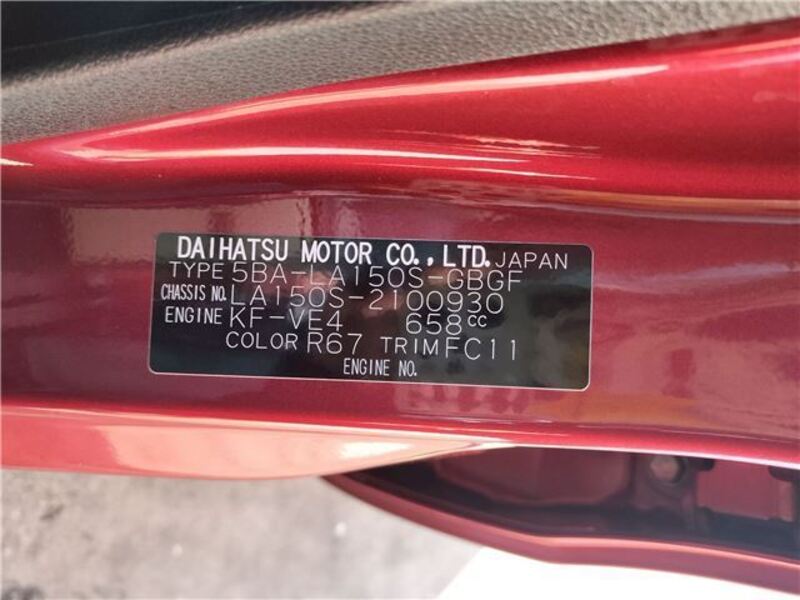 DAIHATSU MOTOR CO., LTD. JAPAN
TYPE 5BA-LA150S-GBGF
CHASSIS NO. LA150S-2100930
ENGINE KF-VE4 658cc
COLOR R67 TRIM FC11
ENGINE NO.